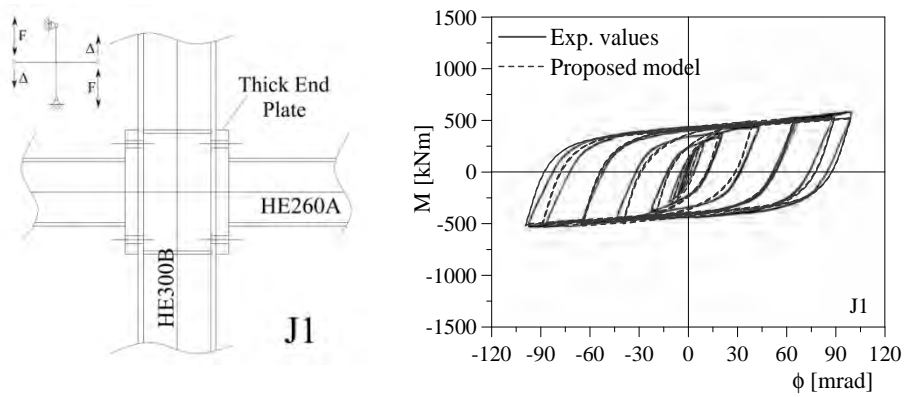 F
Δ
Δ
F
Thick End
Plate
HE260A
HE300B
J1
1500
1000
500
0
-500
-1000
-1500
M [kNm]
Exp. values
Proposed model
J1
-120 -90 -60 -30 0 30 60 90 120
ϕ [mrad]